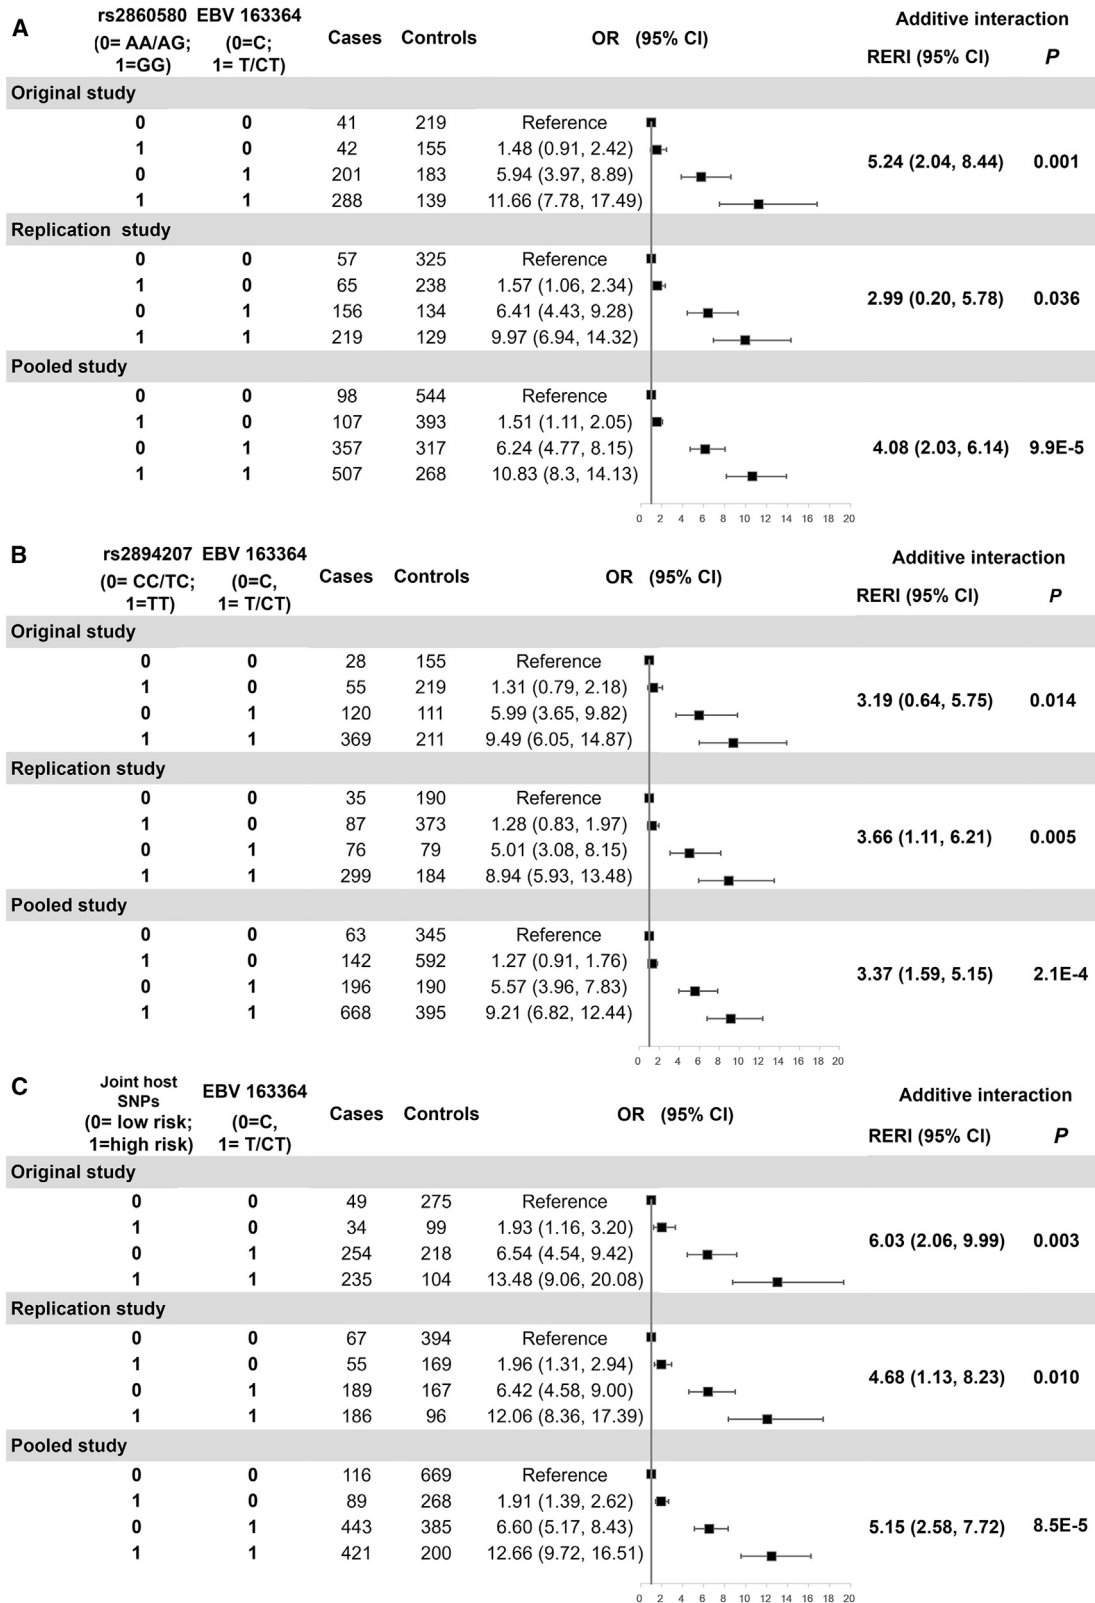 A
rs2860580 EBV 163364
(0= AA/AG; (0=C;
1=GG) 1= T/CT)
Cases Controls OR (95% CI)
Additive interaction
RERI (95% CI) P
Original study
0 0 41 219 Reference
1 0 42 155 1.48 (0.91, 2.42)
5.24 (2.04, 8.44) 0.001
0 1 201 183 5.94 (3.97, 8.89)
1 1 288 139 11.66 (7.78, 17.49)
Replication study
0 0 57 325 Reference
1 0 65 238 1.57 (1.06, 2.34)
2.99 (0.20, 5.78) 0.036
0 1 156 134 6.41 (4.43, 9.28)
1 1 219 129 9.97 (6.94, 14.32)
Pooled study
0 0 98 544 Reference
1 0 107 393 1.51 (1.11, 2.05)
0 1 357 317 6.24 (4.77, 8.15) 4.08 (2.03, 6.14) 9.9E-5
1 1 507 268 10.83 (8.3, 14.13)
0 2 4 6 8 10 12 14 16 18 20
B
rs2894207 EBV 163364
(0= CC/TC; (0=C,
1=TT) 1= T/CT)
Cases Controls OR (95% CI)
Additive interaction
RERI (95% CI) P
Original study
0 0 28 155 Reference
1 0 55 219 1.31 (0.79, 2.18)
3.19 (0.64, 5.75) 0.014
0 1 120 111 5.99 (3.65, 9.82)
1 1 369 211 9.49 (6.05, 14.87)
Replication study
0 0 35 190 Reference
1 0 87 373 1.28 (0.83, 1.97)
3.66 (1.11, 6.21) 0.005
0 1 76 79 5.01 (3.08, 8.15)
1 1 299 184 8.94 (5.93, 13.48)
Pooled study
0 0 63 345 Reference
1 0 142 592 1.27 (0.91, 1.76)
3.37 (1.59, 5.15) 2.1E-4
0 1 196 190 5.57 (3.96, 7.83)
1 1 668 395 9.21 (6.82, 12.44)
0 2 4 6 8 10 12 14 16 18 20
C
Joint host
SNPs
(0= low risk;
1=high risk)
EBV 163364
(0=C,
1= T/CT)
Cases Controls OR (95% CI)
Additive interaction
RERI (95% CI) P
Original study
0 0 49 275 Reference
1 0 34 99 1.93 (1.16, 3.20)
6.03 (2.06, 9.99) 0.003
0 1 254 218 6.54 (4.54, 9.42)
1 1 235 104 13.48 (9.06, 20.08)
Replication study
0 0 67 394 Reference
1 0 55 169 1.96 (1.31, 2.94)
4.68 (1.13, 8.23) 0.010
0 1 189 167 6.42 (4.58, 9.00)
1 1 186 96 12.06 (8.36, 17.39)
Pooled study
0 0 116 669 Reference
1 0 89 268 1.91 (1.39, 2.62)
0 1 443 385 6.60 (5.17, 8.43) 5.15 (2.58, 7.72) 8.5E-5
1 1 421 200 12.66 (9.72, 16.51)
0 2 4 6 8 10 12 14 16 18 20